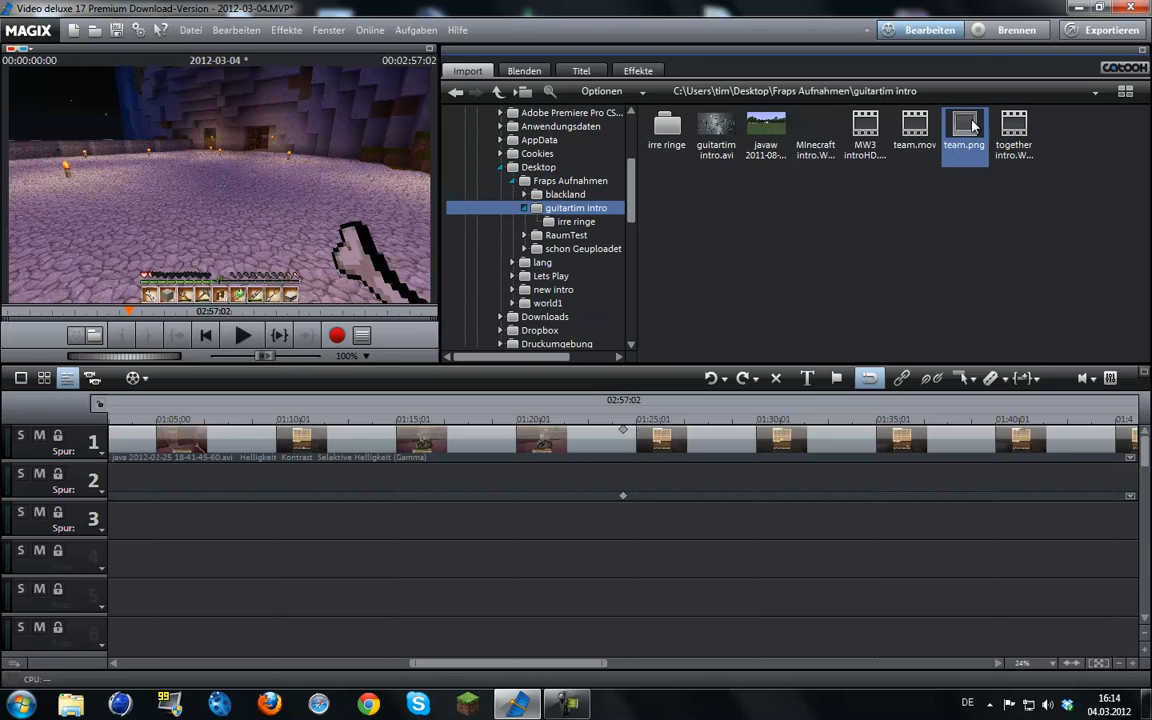 Video deluxe 17 Premium Download-Version - 2012-03-04.MVP*
MAGIX
Datei Bearbeiten Effekte Fenster Online Aufgaben Hilfe
Bearbeiten Brennen Exportieren
00:00:00:00 2012-03-04 * 00:02:57:02
Import Blenden Titel Effekte
catooh
Optionen C:\Users\tim\Desktop\Fraps Aufnahmen\guitartim intro
Adobe Premiere Pro CS...
Anwendungsdaten
AppData
Cookies
Desktop
Fraps Aufnahmen
blackland
guitartim intro
irre ringe
RaumTest
schon Geuploadet
lang
Lets Play
new intro
world1
Downloads
Dropbox
Druckumgebung
irre ringe
guitartim intro.avi
javaw 2011-08-...
MInecraft intro.W...
MW3 introHD...
team.mov
team.png
together intro.W...
02:57:02
100%
02:57:02
01:05:00 01:10:01 01:15:01 01:20:01 01:25:01 01:30:01 01:35:01 01:40:01 01:4
S M 1
Spur:
java 2012-02-25 18-41-45-60.avi Helligkeit Kontrast Selektive Helligkeit (Gamma)
S M 2
Spur:
S M 3
Spur:
S M 4
S M 5
S M 6
24%
CPU: —
99
DE
16:14
04.03.2012